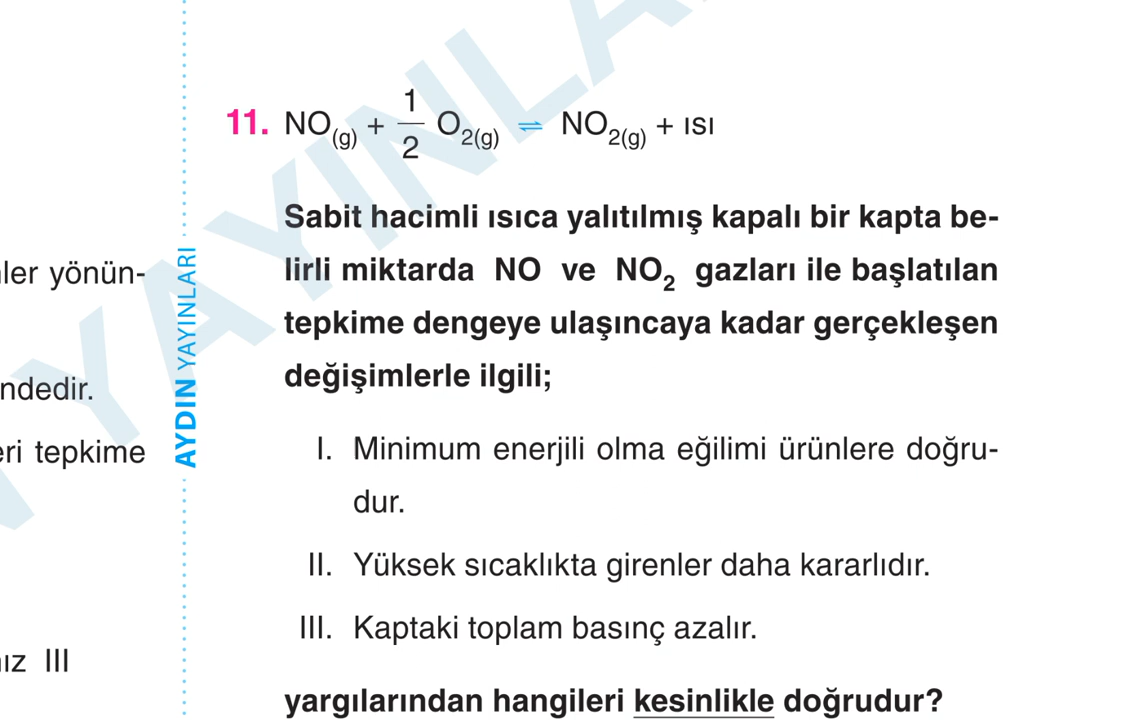 11. NO(g) + 1/2 O2(g) ⇌ NO2(g) + ısı
Sabit hacimli ısıca yalıtılmış kapalı bir kapta be-
lirli miktarda NO ve NO2 gazları ile başlatılan
tepkime dengeye ulaşıncaya kadar gerçekleşen
değişimlerle ilgili;
I. Minimum enerjili olma eğilimi ürünlere doğru-
dur.
II. Yüksek sıcaklıkta girenler daha kararlıdır.
III. Kaptaki toplam basınç azalır.
yargılarından hangileri kesinlikle doğrudur?
AYDIN YAYINLARI
yönün-
ndedir.
tepkime
III
YAYINLA